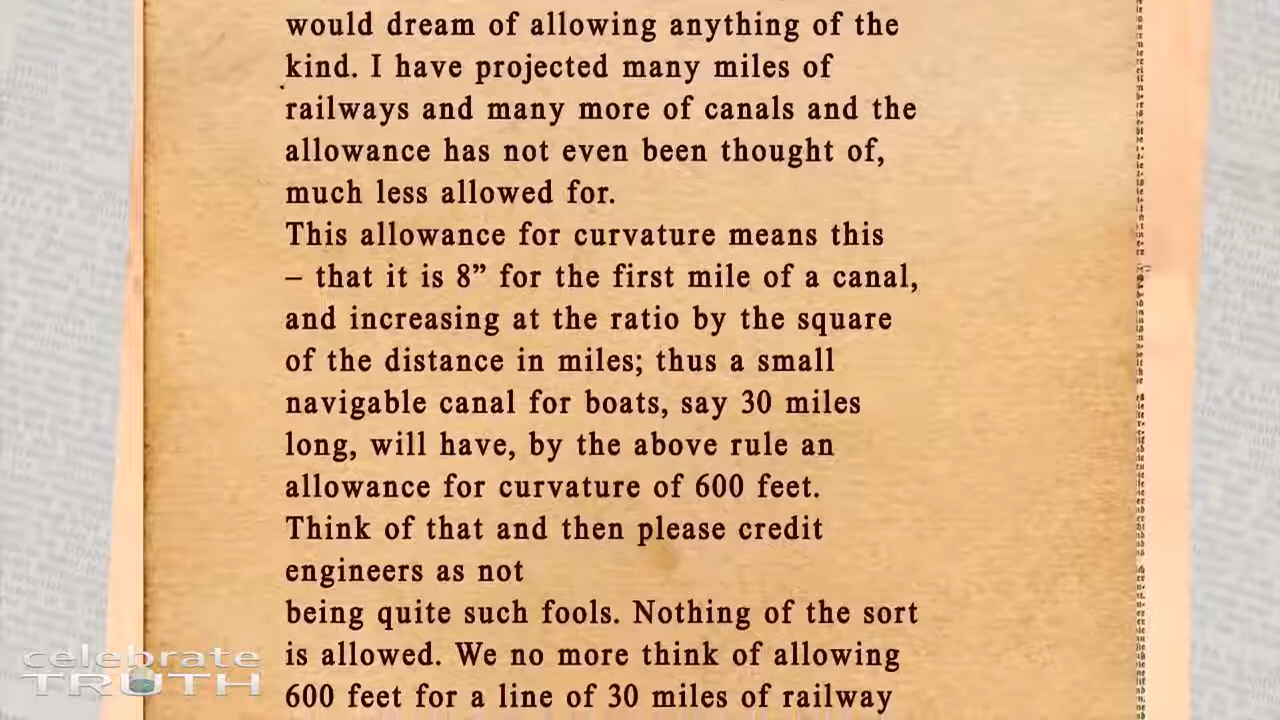 would dream of allowing anything of the
kind. I have projected many miles of
railways and many more of canals and the
allowance has not even been thought of,
much less allowed for.
This allowance for curvature means this
– that it is 8” for the first mile of a canal,
and increasing at the ratio by the square
of the distance in miles; thus a small
navigable canal for boats, say 30 miles
long, will have, by the above rule an
allowance for curvature of 600 feet.
Think of that and then please credit
engineers as not
being quite such fools. Nothing of the sort
is allowed. We no more think of allowing
600 feet for a line of 30 miles of railway
celebrate
TRUTH